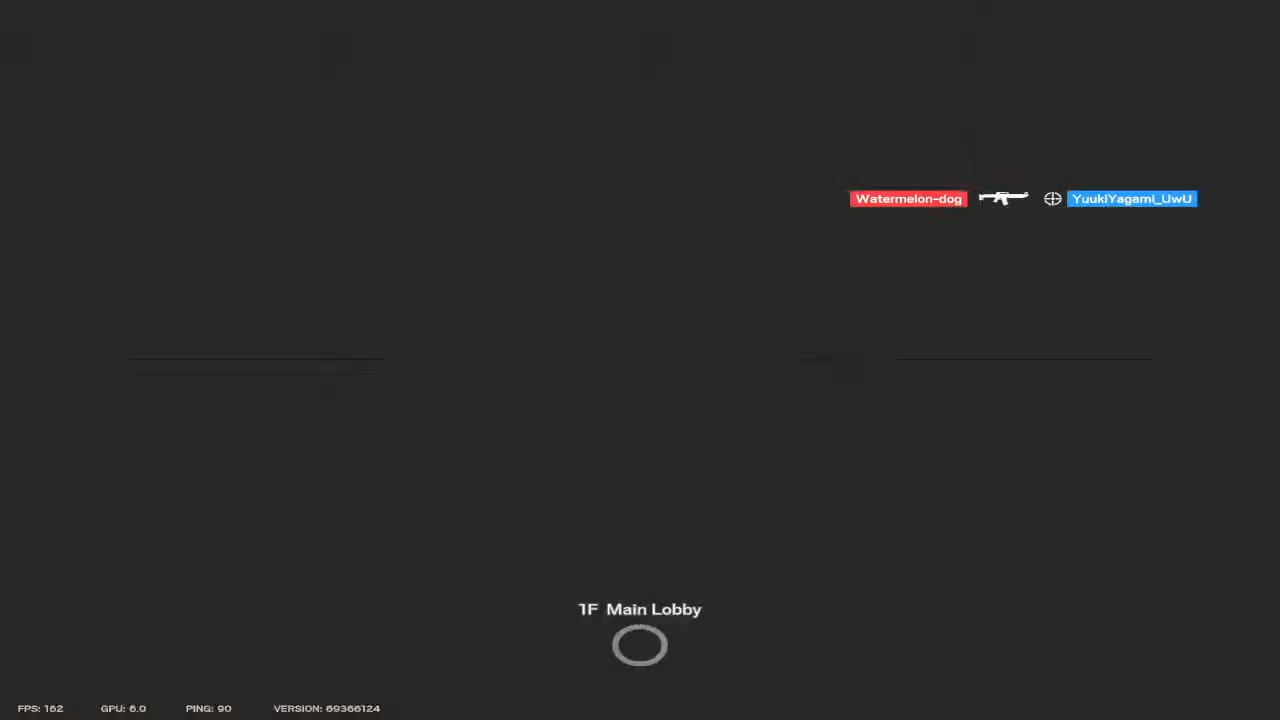 Watermelon-dog YuukiYagami_UwU
1F Main Lobby
FPS: 162 GPU: 6.0 PING: 90 VERSION: 69366124